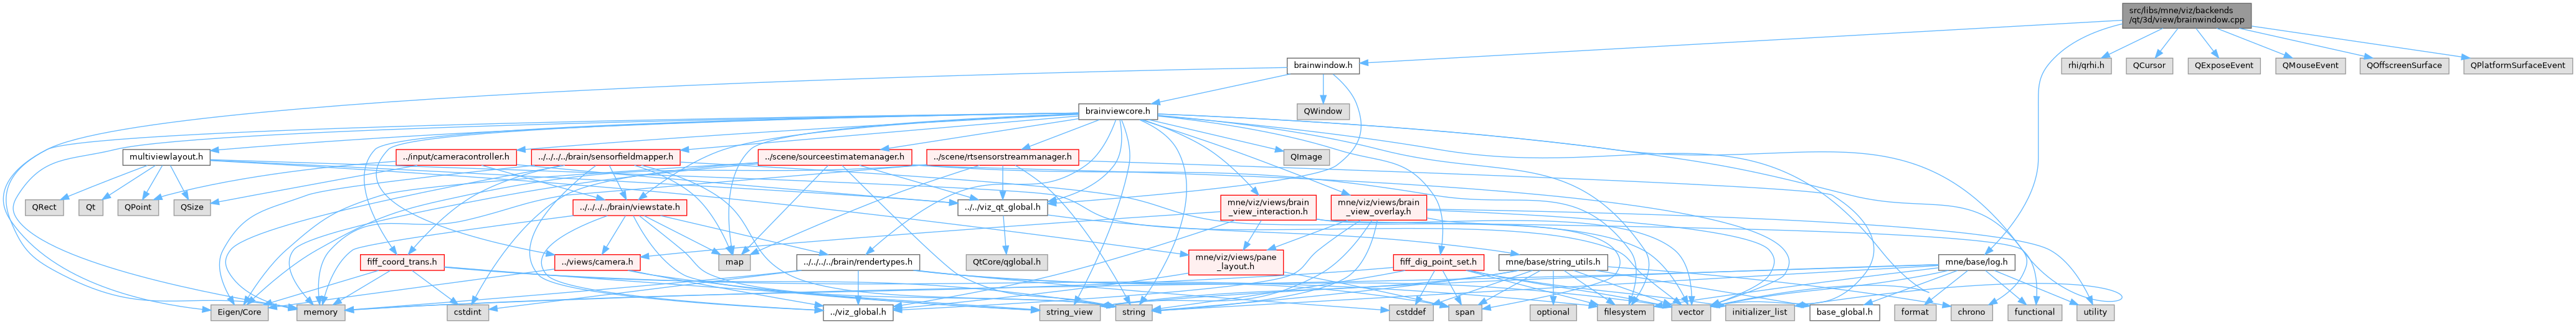 src/libs/mne/viz/backends
/qt/3d/view/brainwindow.cpp
brainwindow.h
rhi/qrhi.h
QCursor
QExposeEvent
QMouseEvent
QOffscreenSurface
QPlatformSurfaceEvent
brainviewcore.h
QWindow
multiviewlayout.h
../input/cameracontroller.h
../../../../brain/sensorfieldmapper.h
../scene/sourceestimatemanager.h
../scene/rtsensorstreammanager.h
QImage
QRect
Qt
QPoint
QSize
../../../../brain/viewstate.h
../../viz_qt_global.h
mne/viz/views/brain
_view_interaction.h
mne/viz/views/brain
_view_overlay.h
fiff_coord_trans.h
../views/camera.h
map
../../../../brain/rendertypes.h
QtCore/qglobal.h
mne/viz/views/pane
_layout.h
fiff_dig_point_set.h
mne/base/string_utils.h
mne/base/log.h
Eigen/Core
memory
cstdint
../viz_global.h
string_view
string
cstddef
span
optional
filesystem
vector
initializer_list
base_global.h
format
chrono
functional
utility